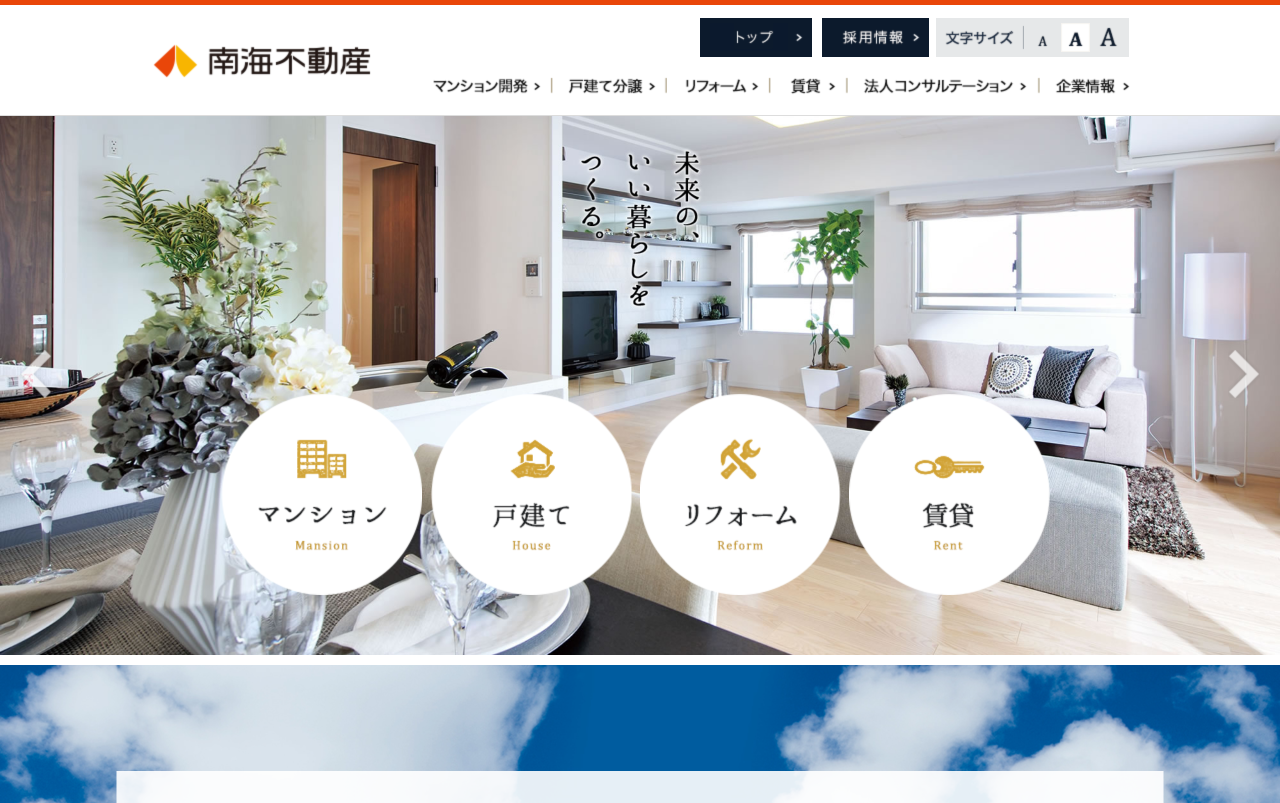 南海不動産
トップ
採用情報
文字サイズ A A A
マンション開発 戸建て分譲 リフォーム 賃貸 法人コンサルテーション 企業情報
未来の、
いい暮らしを
つくる。
マンション
Mansion
戸建て
House
リフォーム
Reform
賃貸
Rent